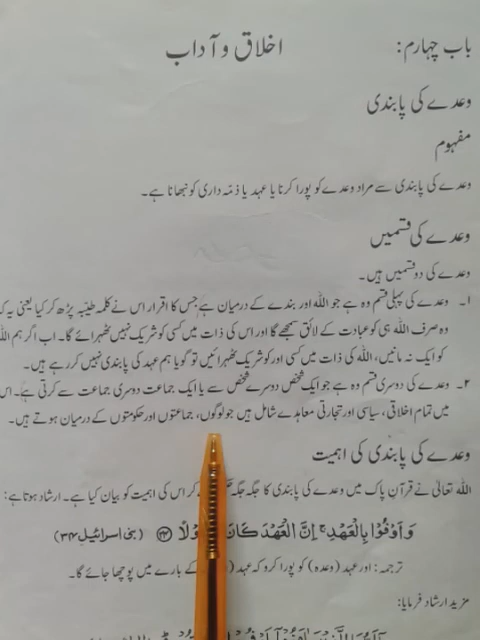 باب چہارم: اخلاق و آداب
وعدے کی پابندی
مفہوم
وعدے کی پابندی سے مراد وعدے کو پورا کرنا یا عہد یا ذمّہ داری کو نبھانا ہے۔
وعدے کی قسمیں
وعدے کی دو قسمیں ہیں۔
۱۔ وعدے کی پہلی قسم وہ ہے جو اللہ اور بندے کے درمیان ہے جس کا اقرار اس نے کلمہ طیّبہ پڑھ کر کیا یعنی یہ کہ
وہ صرف اللہ ہی کو عبادت کے لائق سمجھے گا اور اس کی ذات میں کسی کو شریک نہیں ٹھہرائے گا۔ اب اگر ہم اللہ
کو ایک نہ مانیں، اللہ کی ذات میں کسی اور کو شریک ٹھہرائیں تو گویا ہم عہد کی پابندی نہیں کر رہے ہیں۔
۲۔ وعدے کی دوسری قسم وہ ہے جو ایک شخص دوسرے شخص سے یا ایک جماعت دوسری جماعت سے کرتی ہے۔ اس
میں تمام اخلاقی، سیاسی اور تجارتی معاہدے شامل ہیں جو لوگوں، جماعتوں اور حکومتوں کے درمیان ہوتے ہیں۔
وعدے کی پابندی کی اہمیت
اللہ تعالیٰ نے قرآن پاک میں وعدے کی پابندی کا جگہ جگہ کر اس کی اہمیت کو بیان کیا ہے۔ ارشاد ہوتا ہے:
وَ اَوْفُوْا بِالْعَهْدِ ۚ اِنَّ الْعَهْدَ كَانَ (۳۴) (بنی اسرائیل: ۳۴)
ترجمہ: اور عہد (وعدہ) کو پورا کرو کہ عہد کے بارے میں پوچھا جائے گا۔
مزید ارشاد فرمایا: